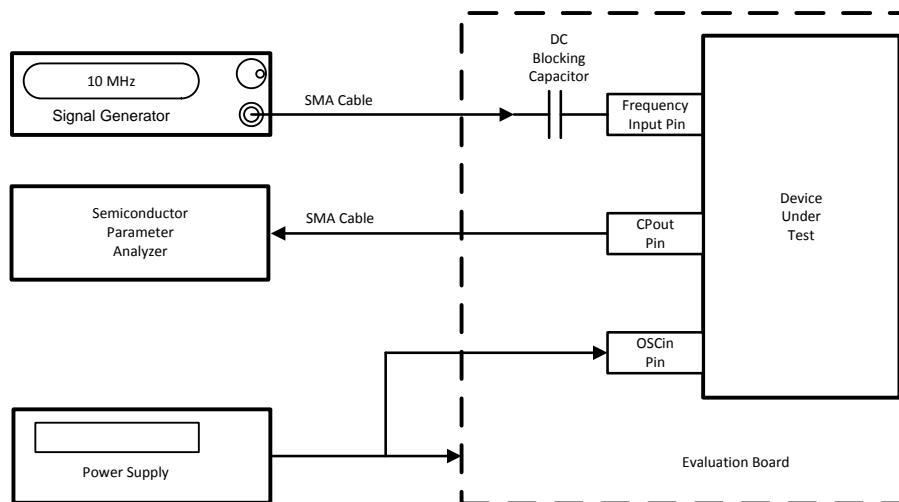 10 MHz
Signal Generator
SMA Cable
DC
Blocking
Capacitor
Frequency
Input Pin
Semiconductor
Parameter
Analyzer
SMA Cable
CPout
Pin
Device
Under
Test
OSCin
Pin
Power Supply
Evaluation Board